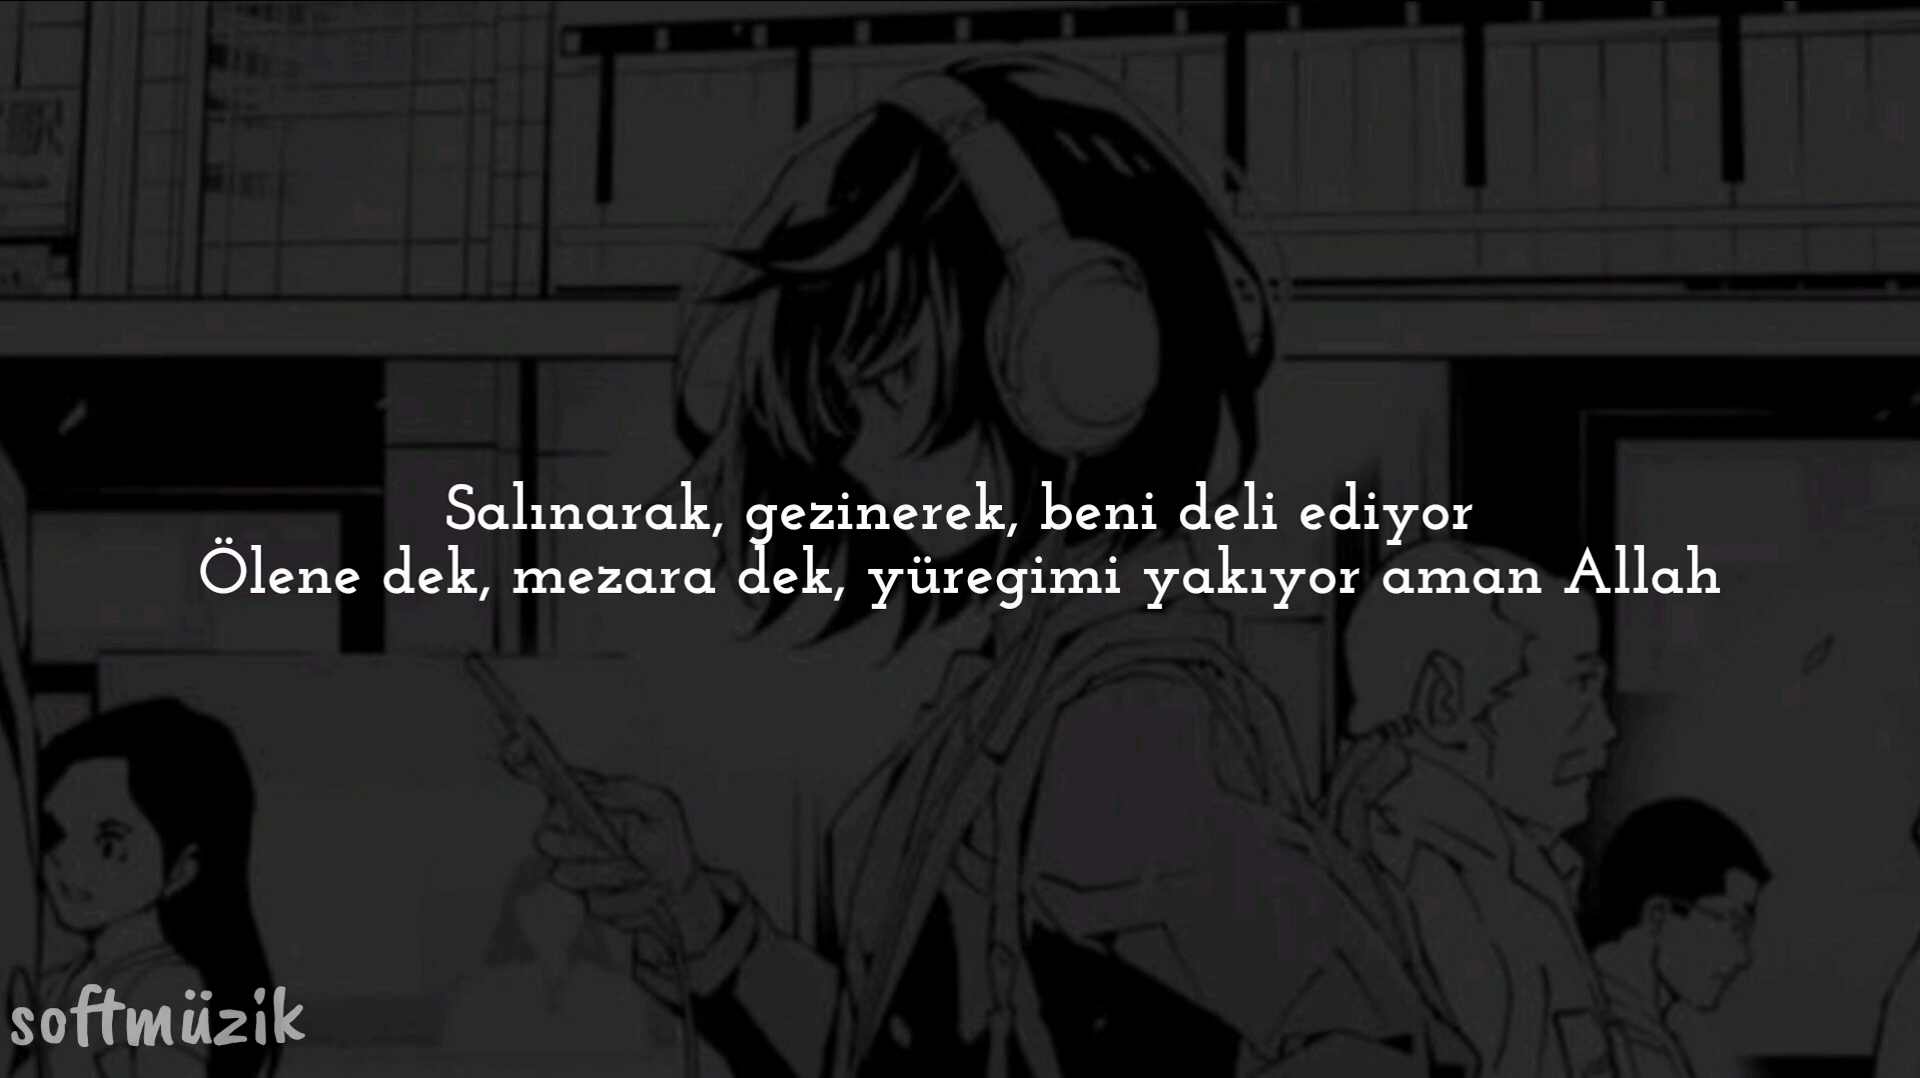 Salınarak, gezinerek, beni deli ediyor
Ölene dek, mezara dek, yüregimi yakıyor aman Allah
softmüzik